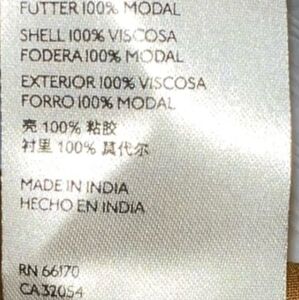 FUTTER 100% MODAL
SHELL 100% VISCOSA
FODERA 100% MODAL
EXTERIOR 100% VISCOSA
FORRO 100% MODAL
亮 100% 粘胶
衬里 100% 莫代尔
MADE IN INDIA
HECHO EN INDIA
RN 66170
CA 32054